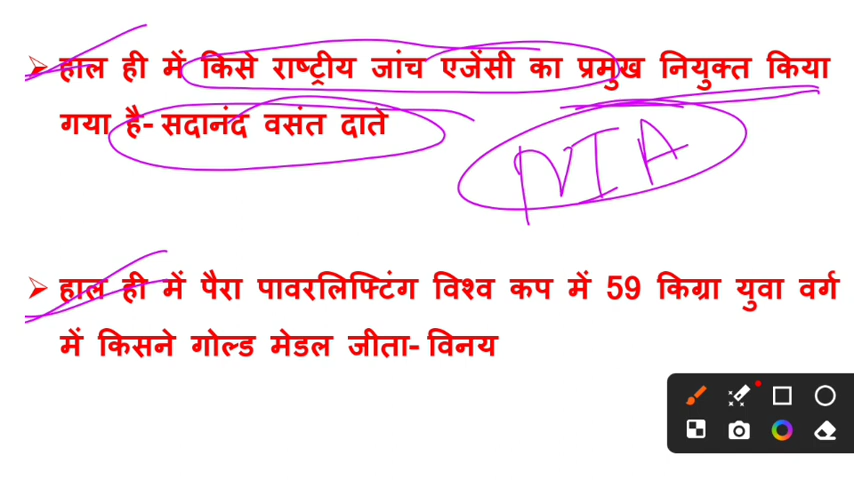 ➢ हाल ही में किसे राष्ट्रीय जांच एजेंसी का प्रमुख नियुक्त किया
गया है- सदानंद वसंत दाते
NIA
➢ हाल ही में पैरा पावरलिफ्टिंग विश्व कप में 59 किग्रा युवा वर्ग
में किसने गोल्ड मेडल जीता- विनय